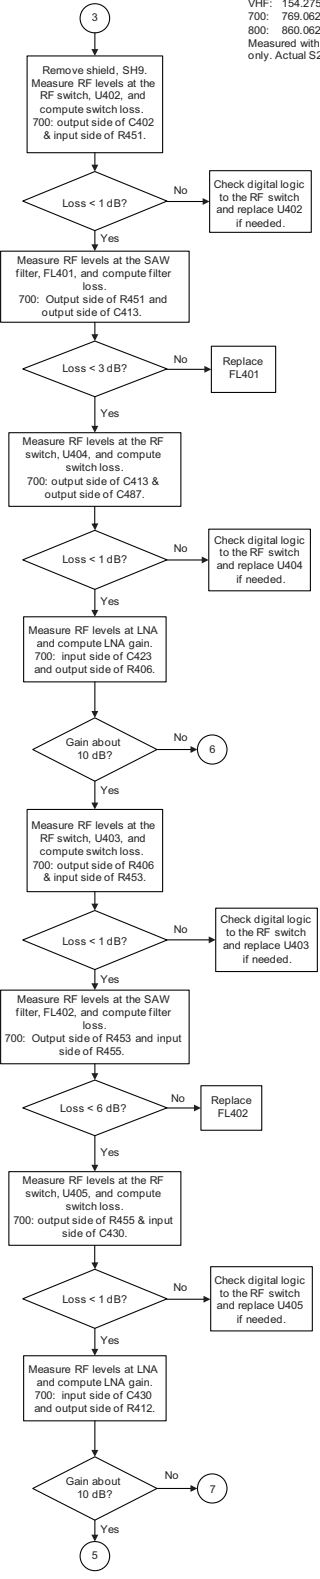 3
VHF: 154.275
700: 769.062
800: 860.062
Measured with
only. Actual S2
Remove shield, SH9.
Measure RF levels at the
RF switch, U402, and
compute switch loss.
700: output side of C402
& input side of R451.
Loss < 1 dB?
No
Check digital logic
to the RF switch
and replace U402
if needed.
Yes
Measure RF levels at the SAW
filter, FL401, and compute filter
loss.
700: Output side of R451 and
output side of C413.
Loss < 3 dB?
No
Replace
FL401
Yes
Measure RF levels at the RF
switch, U404, and compute
switch loss.
700: output side of C413 &
output side of C487.
Loss < 1 dB?
No
Check digital logic
to the RF switch
and replace U404
if needed.
Yes
Measure RF levels at LNA
and compute LNA gain.
700: input side of C423
and output side of R406.
Gain about
10 dB?
No
6
Yes
Measure RF levels at the
RF switch, U403, and
compute switch loss.
700: output side of R406
& input side of R453.
Loss < 1 dB?
No
Check digital logic
to the RF switch
and replace U403
if needed.
Yes
Measure RF levels at the SAW
filter, FL402, and compute filter
loss.
700: Output side of R453 and input
side of R455.
Loss < 6 dB?
No
Replace
FL402
Yes
Measure RF levels at the RF
switch, U405, and compute
switch loss.
700: output side of R455 & input
side of C430.
Loss < 1 dB?
No
Check digital logic
to the RF switch
and replace U405
if needed.
Yes
Measure RF levels at LNA
and compute LNA gain.
700: input side of C430
and output side of R412.
Gain about
10 dB?
No
7
Yes
5